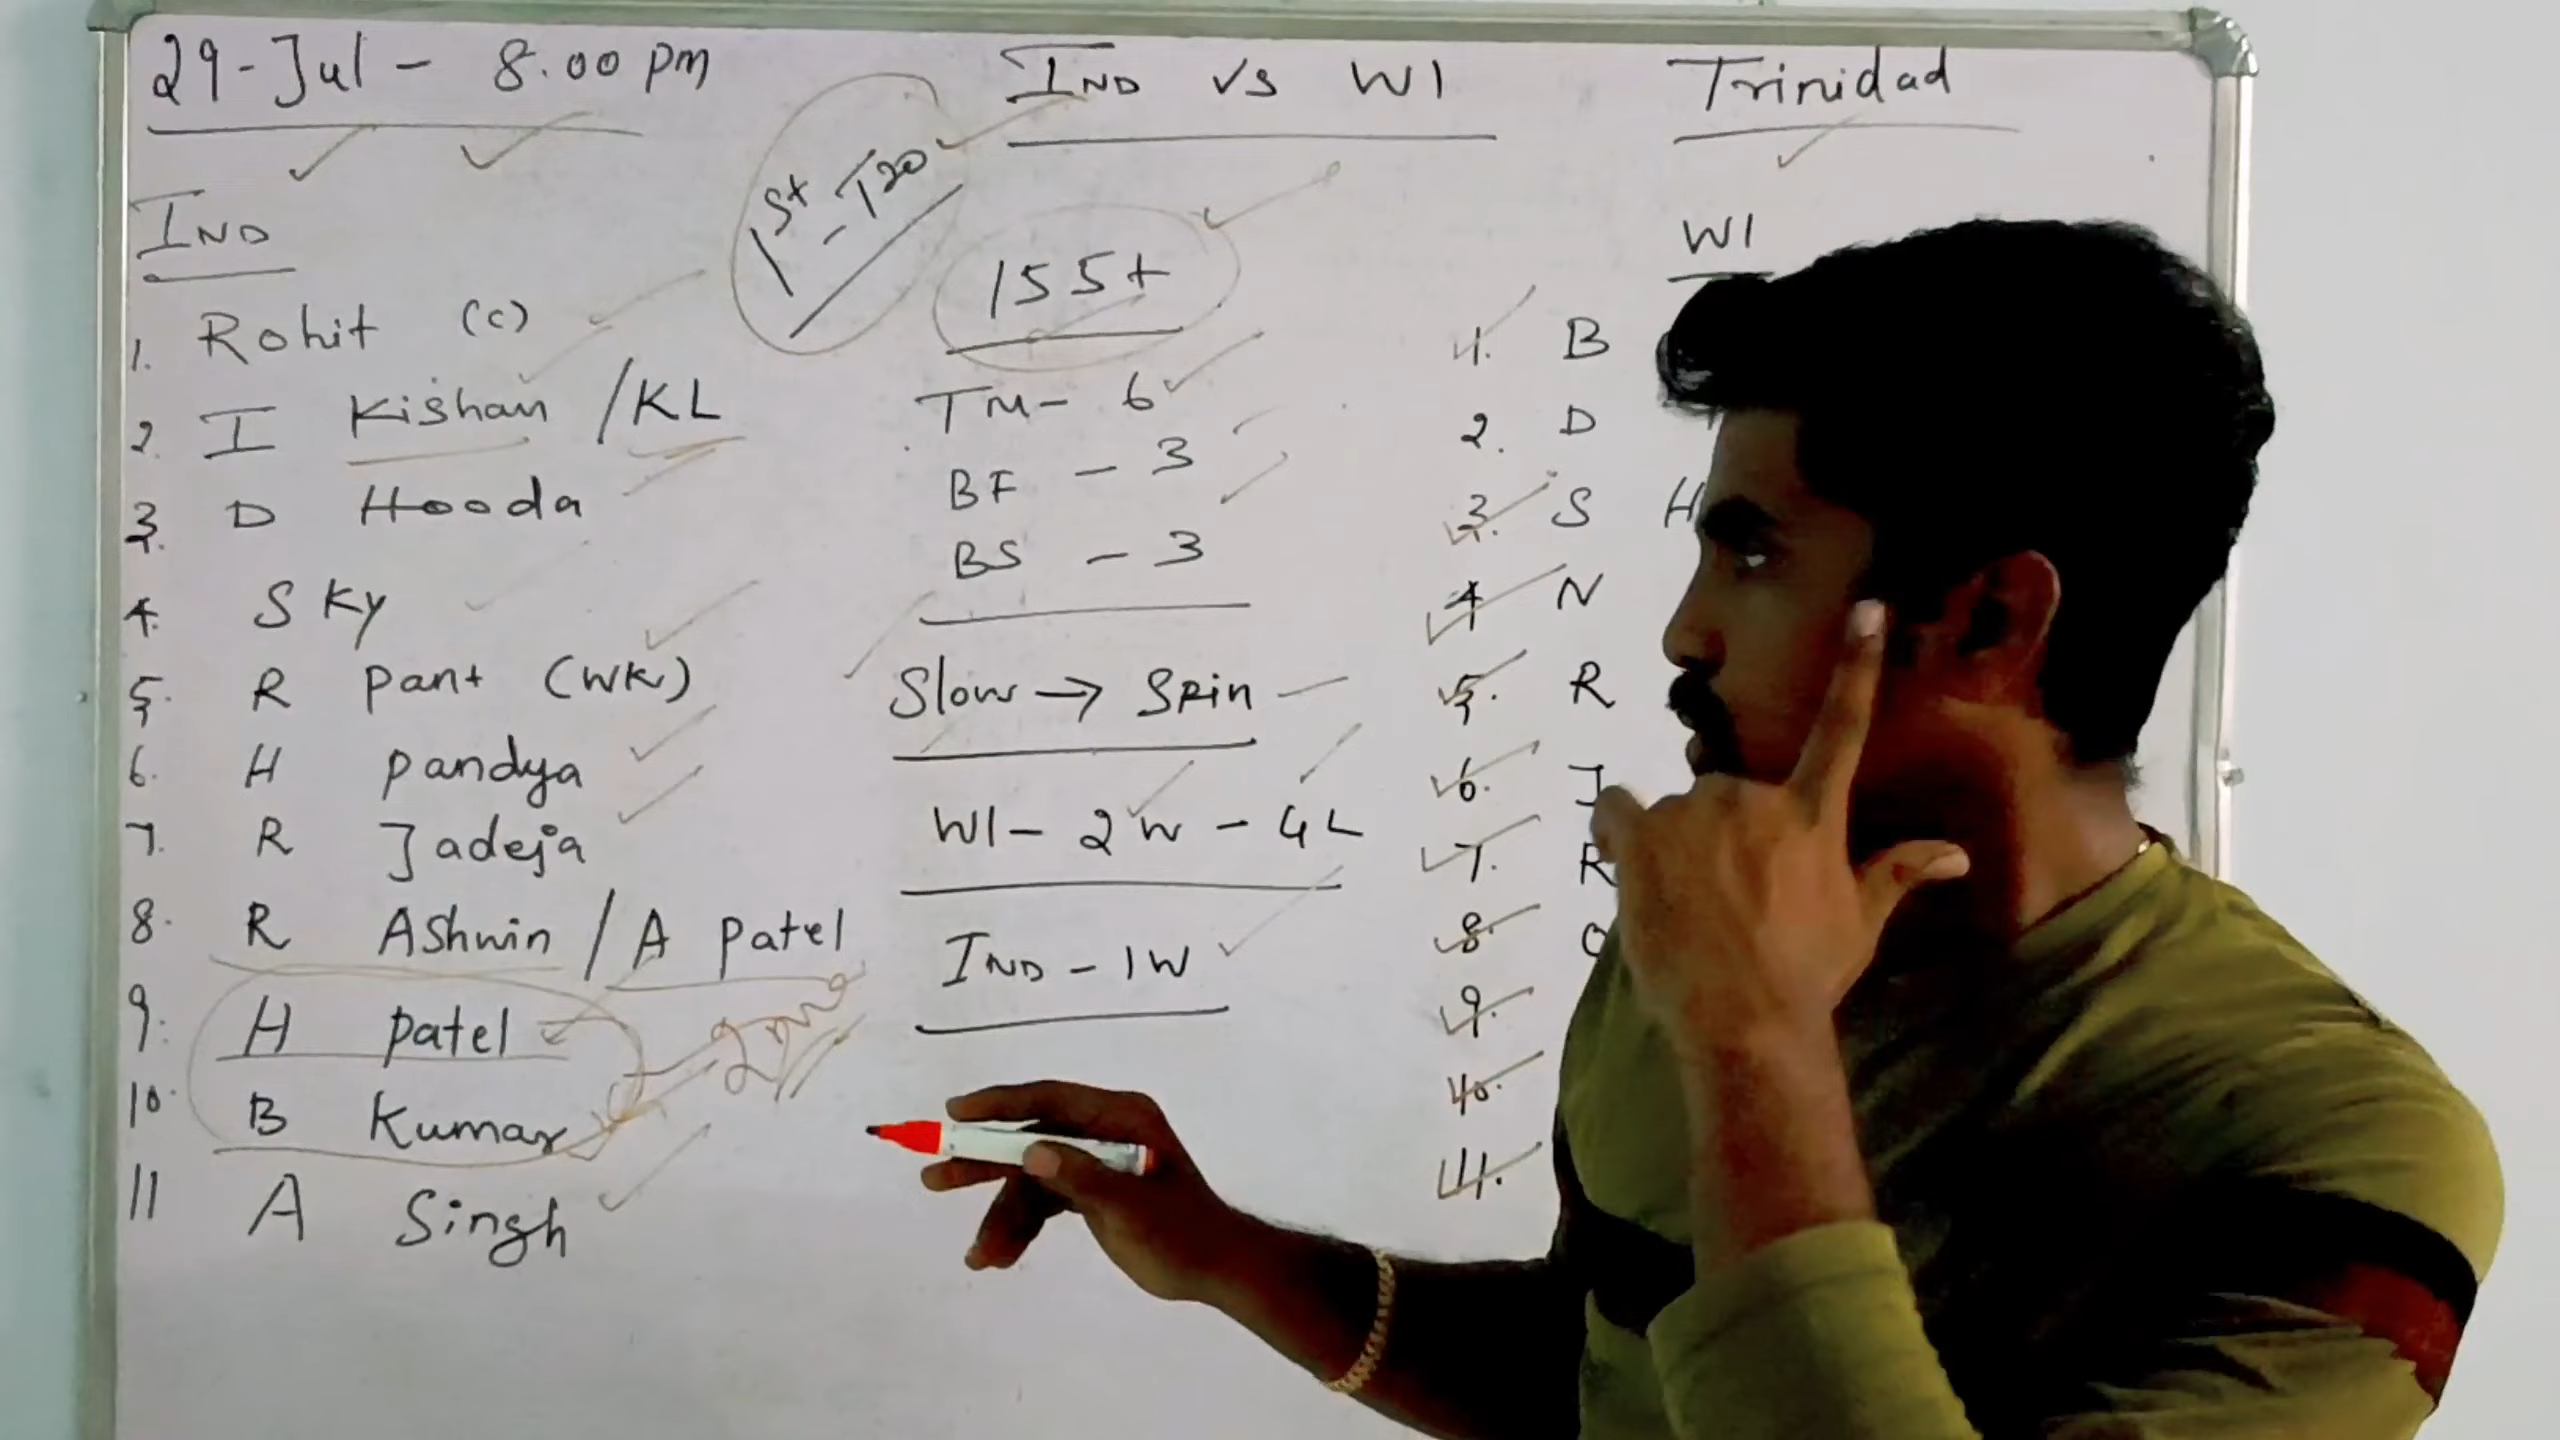 29-Jul - 8.00 pm
IND vs WI
Trinidad
1st - T20
IND
1. Rohit (c)
2. I Kishan / KL
3. D Hooda
4. SKY
5. R Pant (WK)
6. H Pandya
7. R Jadeja
8. R Ashwin / A Patel
9. H Patel
10. B Kumar
11 A Singh
155+
TM- 6
BF - 3
BS - 3
Slow → Spin
WI - 2W - 4L
IND - 1W
WI
1. B
2. D
3. S H
4 N
5. R
6. J
7. R
8. O
9.
10.
11.